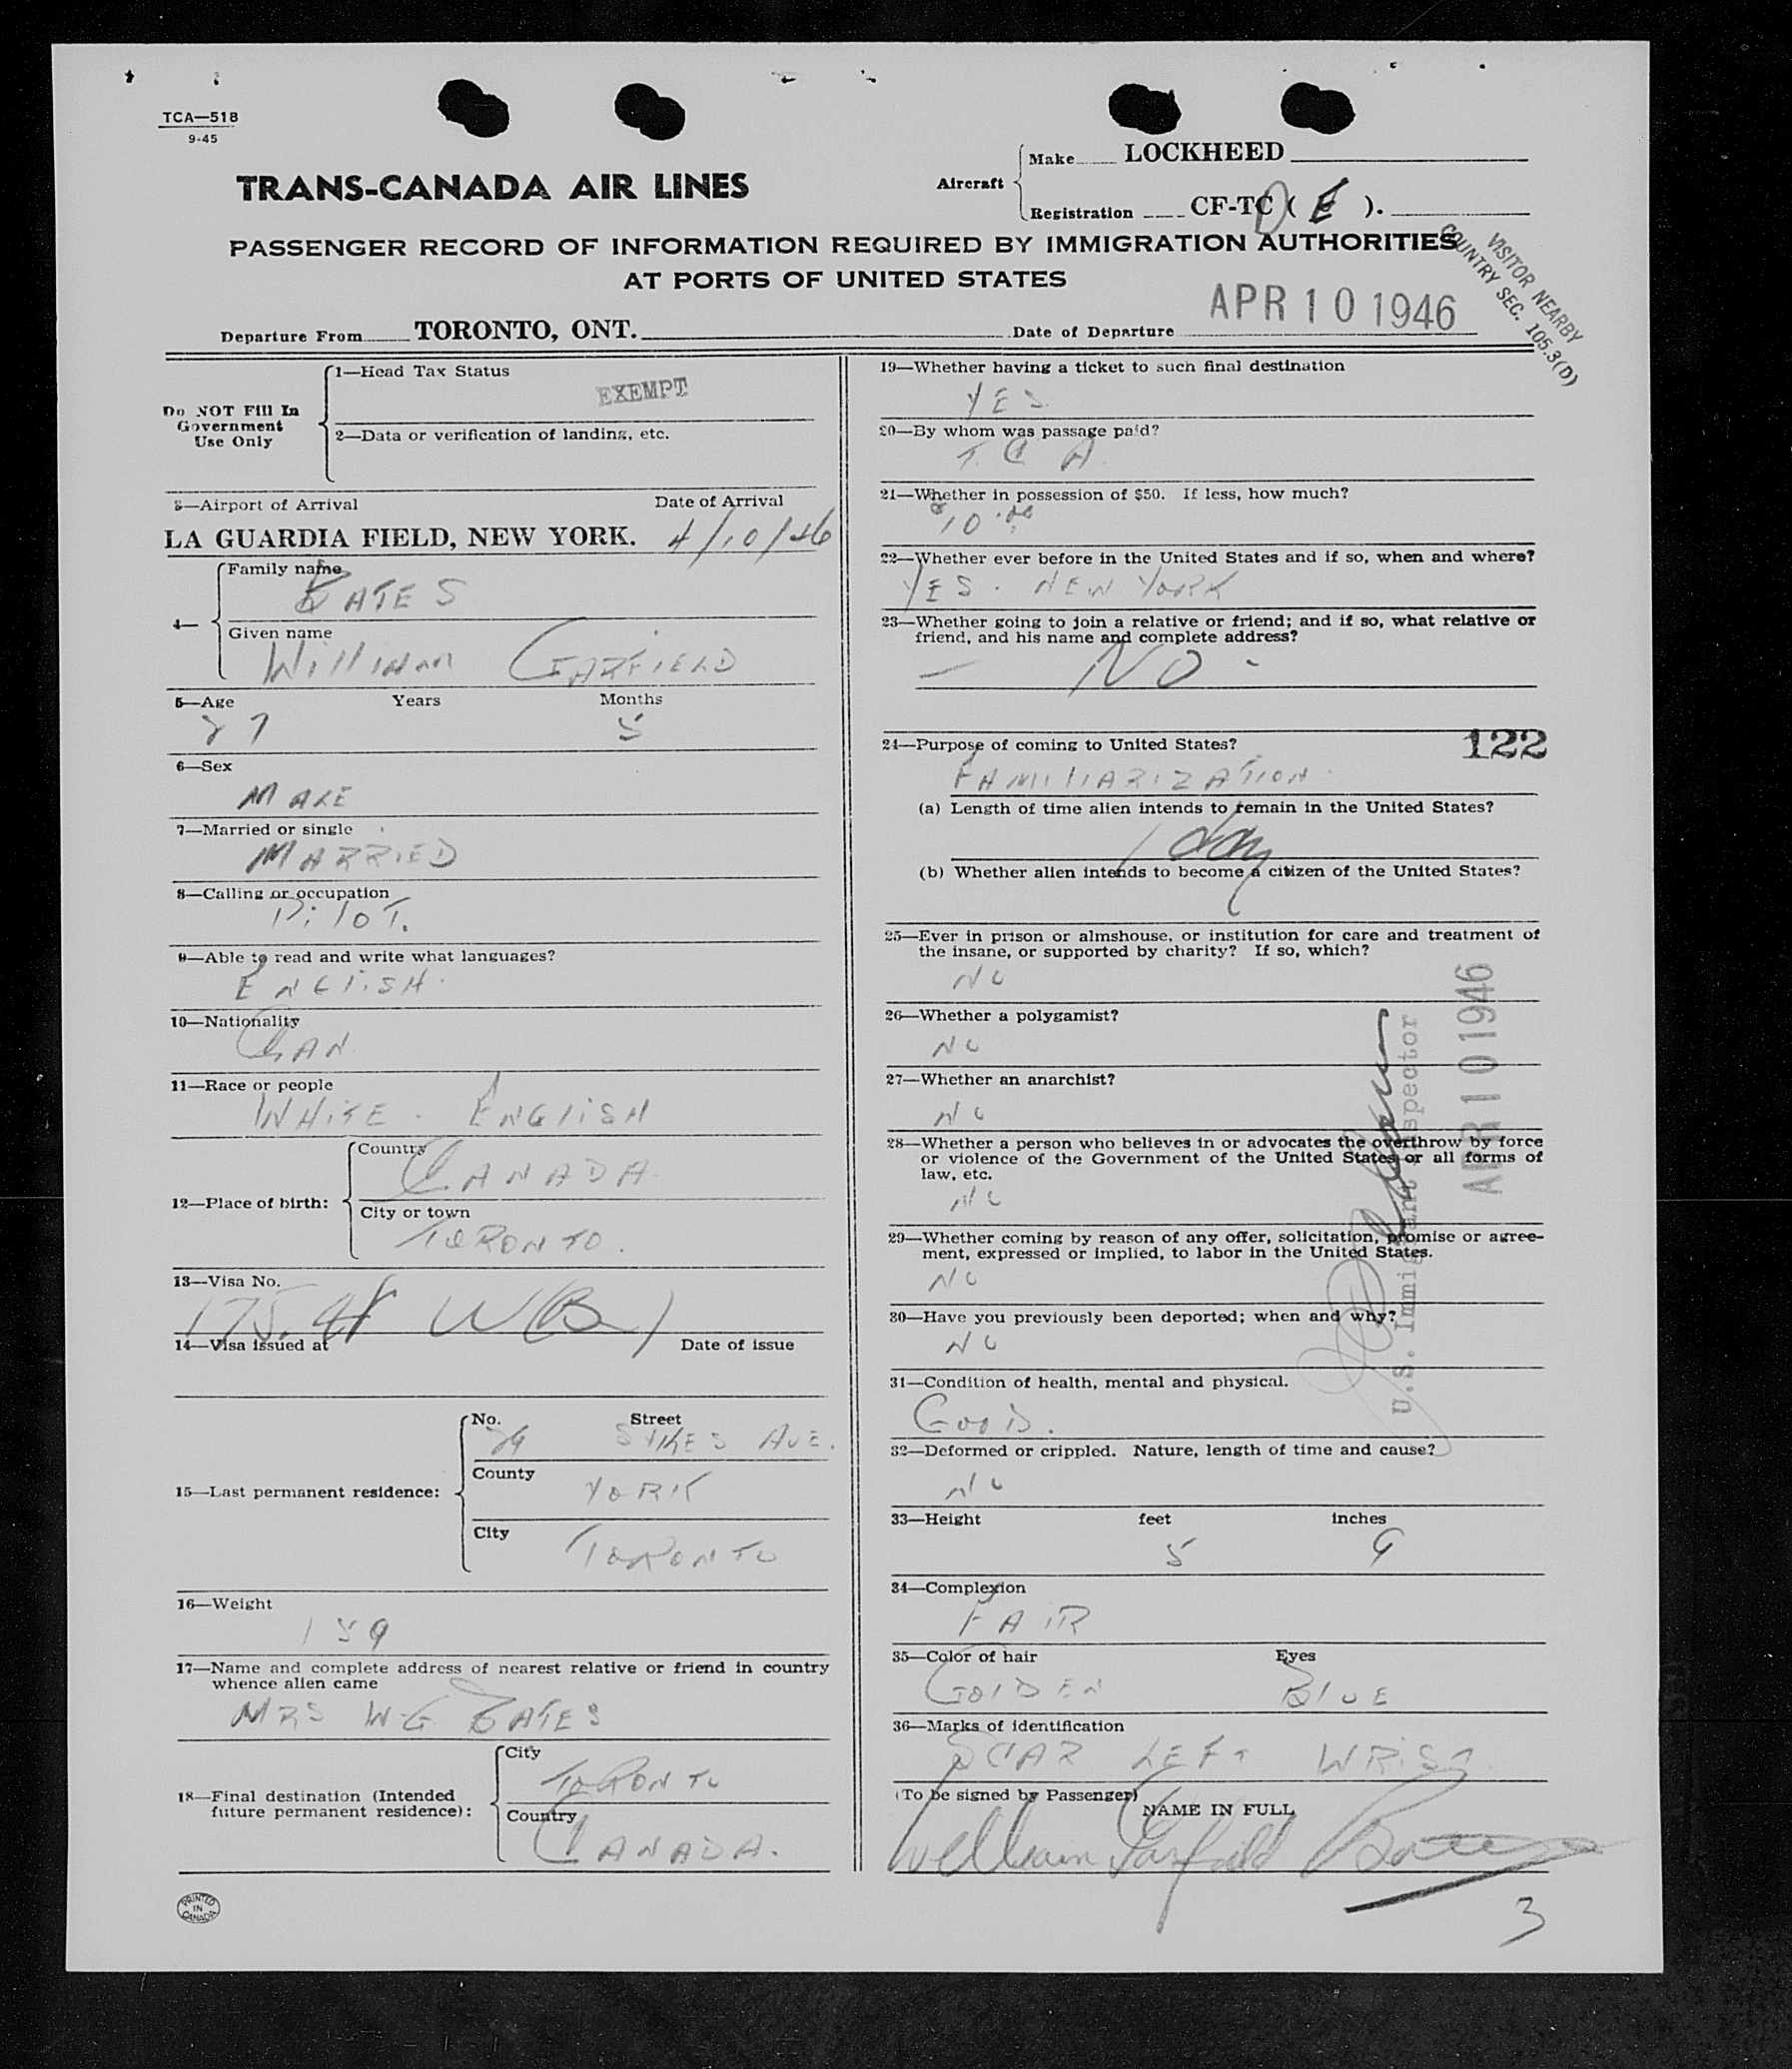 TCA—518
9-45
TRANS-CANADA AIR LINES
Aircraft
Make LOCKHEED
Registration CF-TC ( E ).
PASSENGER RECORD OF INFORMATION REQUIRED BY IMMIGRATION AUTHORITIES
AT PORTS OF UNITED STATES
VISITOR NEARBY
COUNTRY SEC. 105.3(D)
Departure From TORONTO, ONT. Date of Departure APR 10 1946
Do NOT Fill In
Government
Use Only
1—Head Tax Status
EXEMPT
2—Data or verification of landing, etc.
3—Airport of Arrival Date of Arrival
LA GUARDIA FIELD, NEW YORK. 4/10/46
4—
Family name
BATES
Given name
WILLIAM GARFIELD
5—Age Years Months
27 5
6—Sex
MALE
7—Married or single
MARRIED
8—Calling or occupation
PILOT.
9—Able to read and write what languages?
ENGLISH.
10—Nationality
CAN
11—Race or people
WHITE - ENGLISH
12—Place of birth:
Country
CANADA
City or town
TORONTO.
13—Visa No.
175.41
14—Visa issued at Date of issue
15—Last permanent residence:
No. Street
AVE.
County
YORK
City
TORONTO
16—Weight
159
17—Name and complete address of nearest relative or friend in country
whence alien came
MRS W-G BATES
18—Final destination (Intended
future permanent residence):
City
TORONTO
Country
CANADA.
PRINTED
IN
CANADA
19—Whether having a ticket to such final destination
YES
20—By whom was passage paid?
T. C A
21—Whether in possession of $50. If less, how much?
$10.00
22—Whether ever before in the United States and if so, when and where?
YES. NEW YORK
23—Whether going to join a relative or friend; and if so, what relative or
friend, and his name and complete address?
— NO -
122
24—Purpose of coming to United States?
FAMILIARIZATION.
(a) Length of time alien intends to remain in the United States?
1 day
(b) Whether alien intends to become a citizen of the United States?
25—Ever in prison or almshouse, or institution for care and treatment of
the insane, or supported by charity? If so, which?
NO
26—Whether a polygamist?
NO
27—Whether an anarchist?
NO
28—Whether a person who believes in or advocates the overthrow by force
or violence of the Government of the United States or all forms of
law, etc.
NO
29—Whether coming by reason of any offer, solicitation, promise or agree-
ment, expressed or implied, to labor in the United States.
NO
30—Have you previously been deported; when and why?
NO
31—Condition of health, mental and physical.
GOOD.
32—Deformed or crippled. Nature, length of time and cause?
NO
U.S. Immigrant Inspector
APR 10 1946
33—Height feet inches
5 9
34—Complexion
FAIR
35—Color of hair Eyes
GOLDEN BLUE
36—Marks of identification
SCAR LEFT WRIST.
(To be signed by Passenger)
NAME IN FULL
William Garfield Bates
3